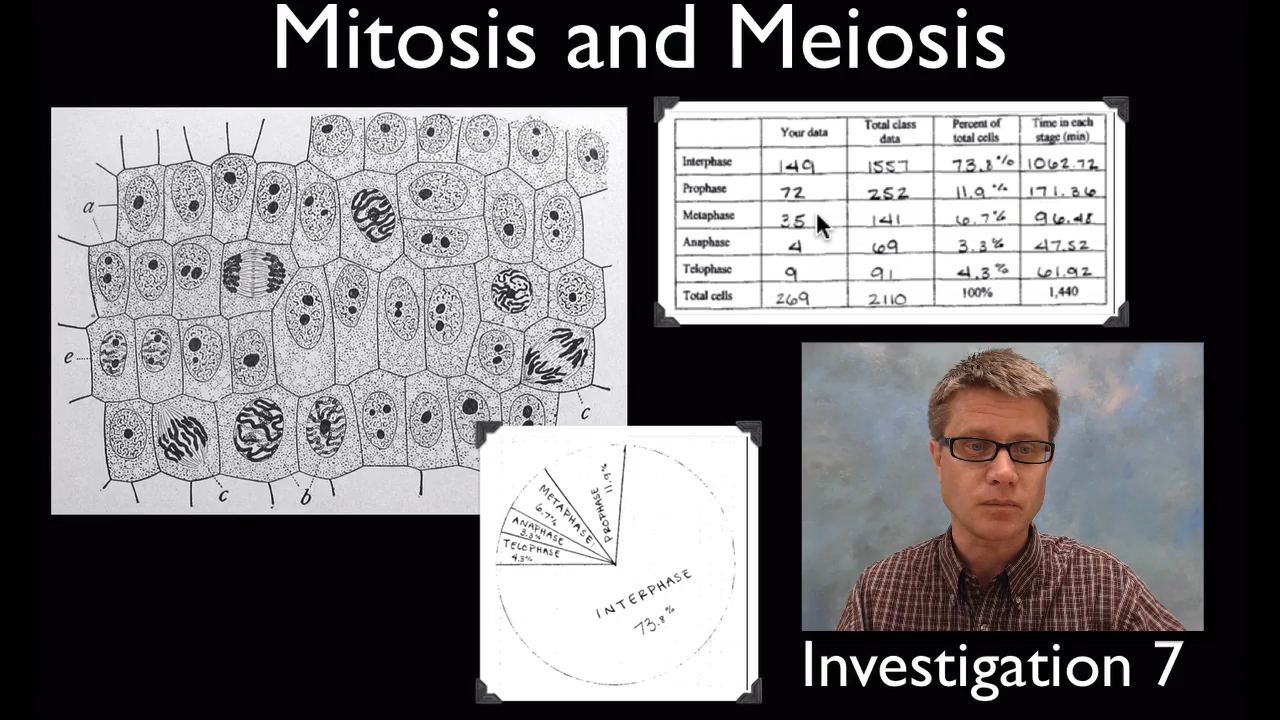 Mitosis and Meiosis
a
e
c
c
b
Your data Total class data Percent of total cells Time in each stage (min)
Interphase 149 1557 73.8% 1062.72
Prophase 72 252 11.9% 171.36
Metaphase 35 141 6.7% 96.48
Anaphase 4 69 3.3% 47.52
Telophase 9 91 4.3% 61.92
Total cells 269 2110 100% 1,440
PROPHASE 11.9%
METAPHASE
6.7%
ANAPHASE
3.3%
TELOPHASE
4.3%
INTERPHASE
73.8%
Investigation 7